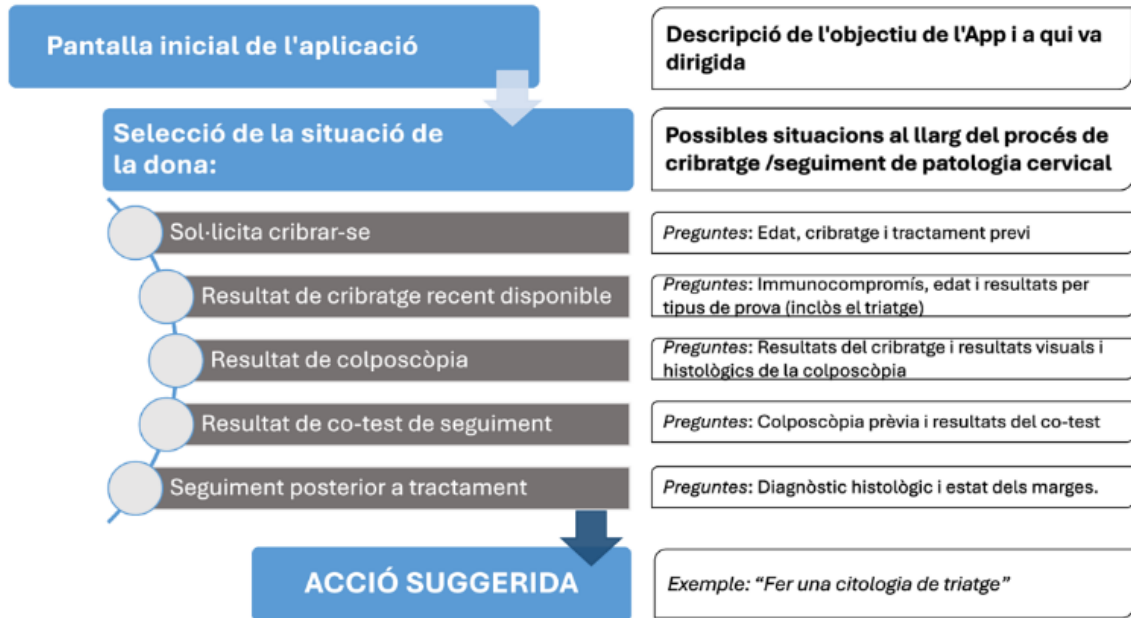 Pantalla inicial de l'aplicació
Descripció de l'objectiu de l'App i a qui va
dirigida
Selecció de la situació de
la dona:
Possibles situacions al llarg del procés de
cribratge /seguiment de patologia cervical
Sol·licita cribrar-se
Preguntes: Edat, cribratge i tractament previ
Resultat de cribratge recent disponible
Preguntes: Immunocompromís, edat i resultats per
tipus de prova (inclòs el triatge)
Resultat de colposcòpia
Preguntes: Resultats del cribratge i resultats visuals i
histològics de la colposcòpia
Resultat de co-test de seguiment
Preguntes: Colposcòpia prèvia i resultats del co-test
Seguiment posterior a tractament
Preguntes: Diagnòstic histològic i estat dels marges.
ACCIÓ SUGGERIDA
Exemple: “Fer una citologia de triatge”